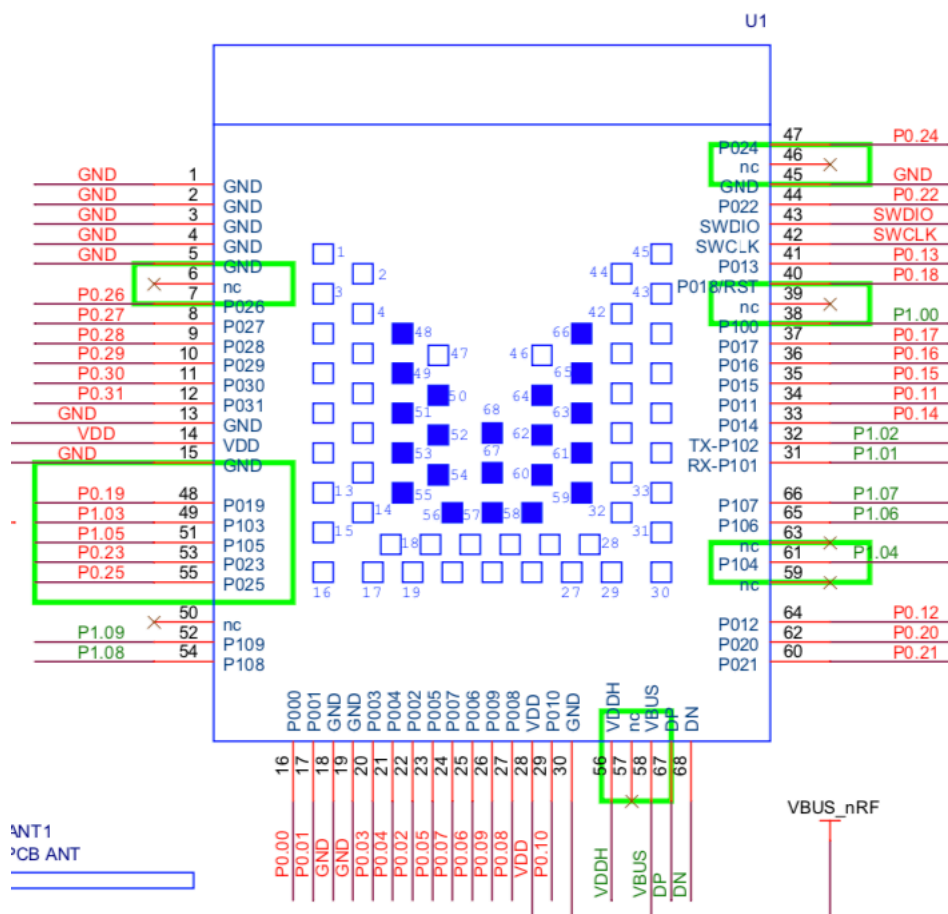 U1
GND 1 GND
GND 2 GND
GND 3 GND
GND 4 GND
GND 5 GND
6 nc
P0.26 7 P026
P0.27 8 P027
P0.28 9 P028
P0.29 10 P029
P0.30 11 P030
P0.31 12 P031
GND 13 GND
VDD 14 VDD
GND 15 GND
P0.19 48 P019
P1.03 49 P103
P1.05 51 P105
P0.23 53 P023
P0.25 55 P025
50 nc
P1.09 52 P109
P1.08 54 P108
1 45
2 44
3 43
4 42
48 66
47 46
49 65
50 64
51 63
52 68 62
53 67 61
54 60
13 55 59 33
14 56 57 58 32
15 31
18 28
16 17 19 27 29 30
P024 47 P0.24
nc 46
GND 45 GND
P022 44 P0.22
SWDIO 43 SWDIO
SWCLK 42 SWCLK
P013 41 P0.13
P018/RST 40 P0.18
nc 39
P100 38 P1.00
P017 37 P0.17
P016 36 P0.16
P015 35 P0.15
P011 34 P0.11
P014 33 P0.14
TX-P102 32 P1.02
RX-P101 31 P1.01
P107 66 P1.07
P106 65 P1.06
nc 63
P104 61 P1.04
nc 59
P012 64 P0.12
P020 62 P0.20
P021 60 P0.21
P000 P001 GND GND P003 P004 P002 P005 P007 P006 P009 P008 VDD P010 GND VDDH nc VBUS DP DN
16 17 18 19 20 21 22 23 24 25 26 27 28 29 30 56 57 58 67 68
P0.00 P0.01 GND GND P0.03 P0.04 P0.02 P0.05 P0.07 P0.06 P0.09 P0.08 VDD P0.10 VDDH VBUS DP DN
VBUS_nRF
ANT1
PCB ANT